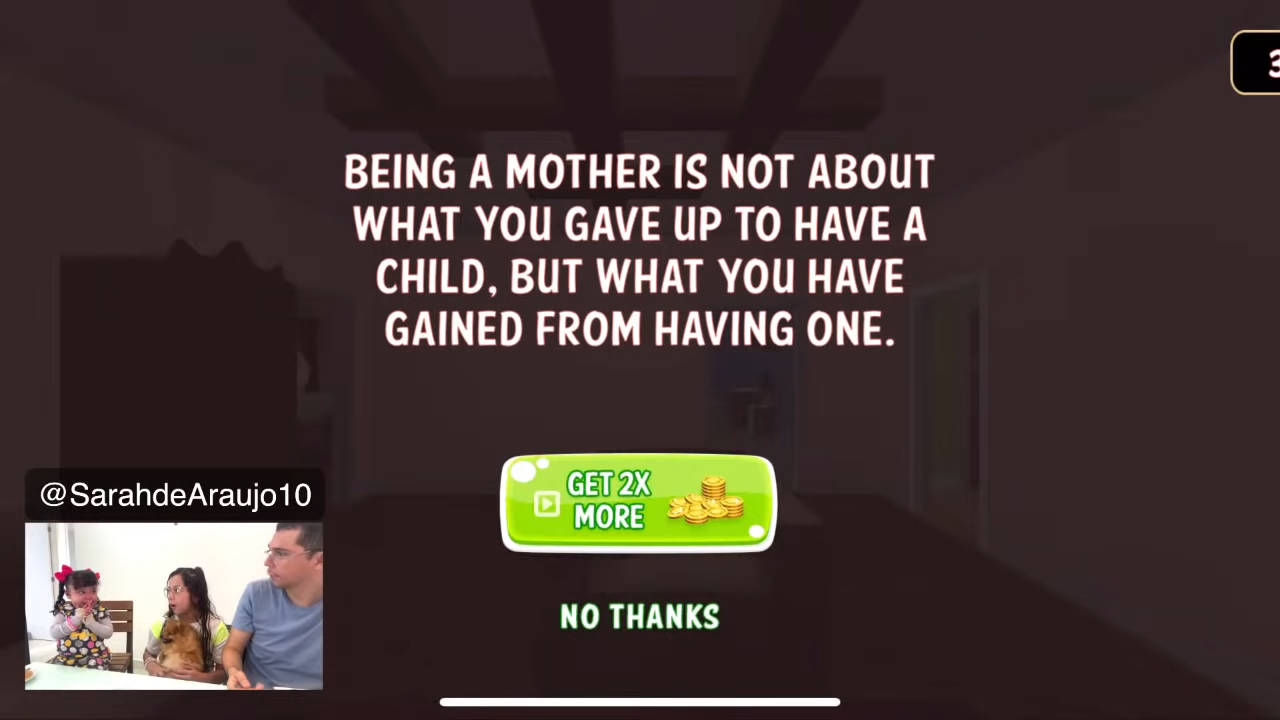 3
BEING A MOTHER IS NOT ABOUT
WHAT YOU GAVE UP TO HAVE A
CHILD, BUT WHAT YOU HAVE
GAINED FROM HAVING ONE.
GET 2X
MORE
@SarahdeAraujo10
NO THANKS